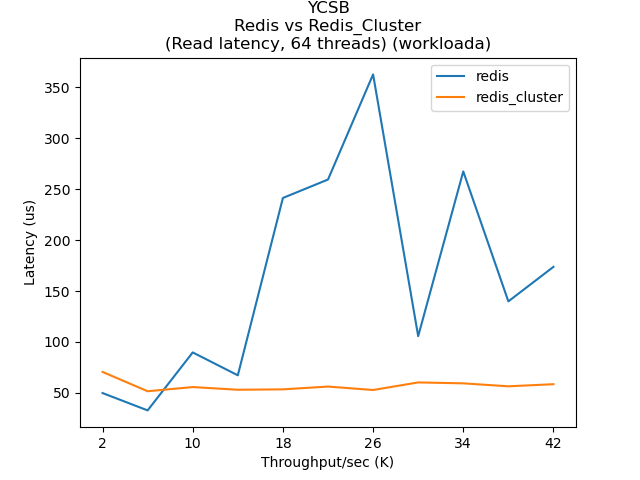 YCSB
Redis vs Redis_Cluster
(Read latency, 64 threads) (workloada)
redis
redis_cluster
Latency (us)
350
300
250
200
150
100
50
2 10 18 26 34 42
Throughput/sec (K)